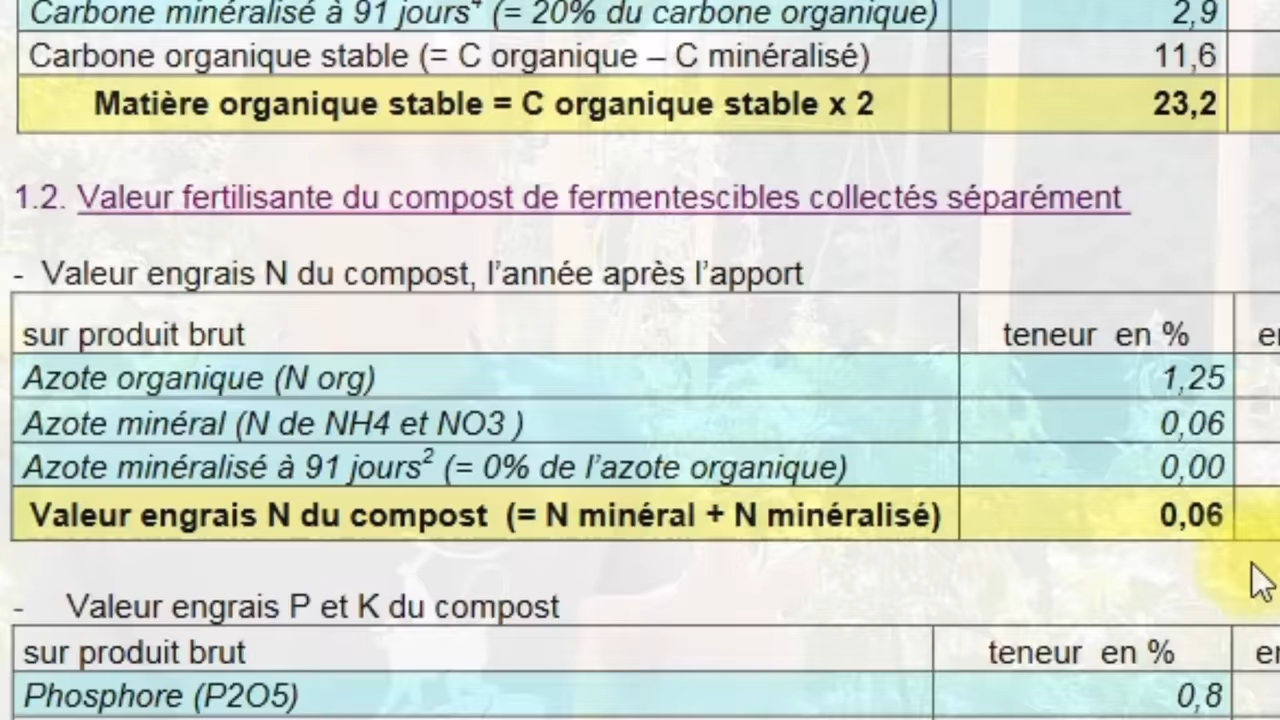 Carbone minéralisé à 91 jours⁴ (= 20% du carbone organique) 2,9
Carbone organique stable (= C organique – C minéralisé) 11,6
Matière organique stable = C organique stable x 2 23,2
1.2. Valeur fertilisante du compost de fermentescibles collectés séparément
- Valeur engrais N du compost, l'année après l'apport
sur produit brut teneur en %
Azote organique (N org) 1,25
Azote minéral (N de NH4 et NO3 ) 0,06
Azote minéralisé à 91 jours² (= 0% de l'azote organique) 0,00
Valeur engrais N du compost (= N minéral + N minéralisé) 0,06
- Valeur engrais P et K du compost
sur produit brut teneur en %
Phosphore (P2O5) 0,8